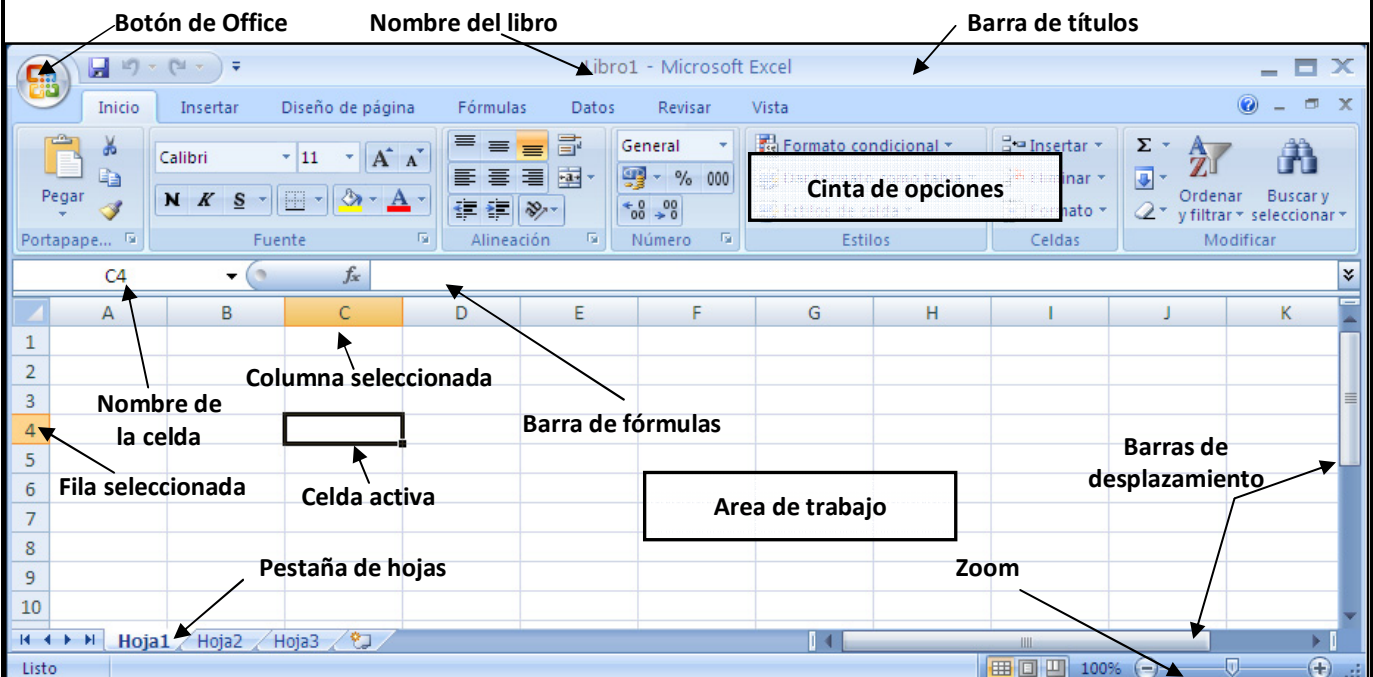 Botón de Office Nombre del libro Barra de títulos
Libro1 - Microsoft Excel
Inicio Insertar Diseño de página Fórmulas Datos Revisar Vista
Pegar
Portapape...
Calibri 11 A A
N K S A
Fuente
Alineación
General
% 000
Número
Formato condicional
Cinta de opciones
Estilos
Insertar
Celdas
Σ
Ordenar
y filtrar
Buscar y
seleccionar
Modificar
C4 fx
A B C D E F G H I J K
1
2
3
4
5
6
7
8
9
10
Columna seleccionada
Nombre de
la celda
Barra de fórmulas
Fila seleccionada
Celda activa
Area de trabajo
Barras de
desplazamiento
Pestaña de hojas
Zoom
Hoja1 Hoja2 Hoja3
Listo 100%